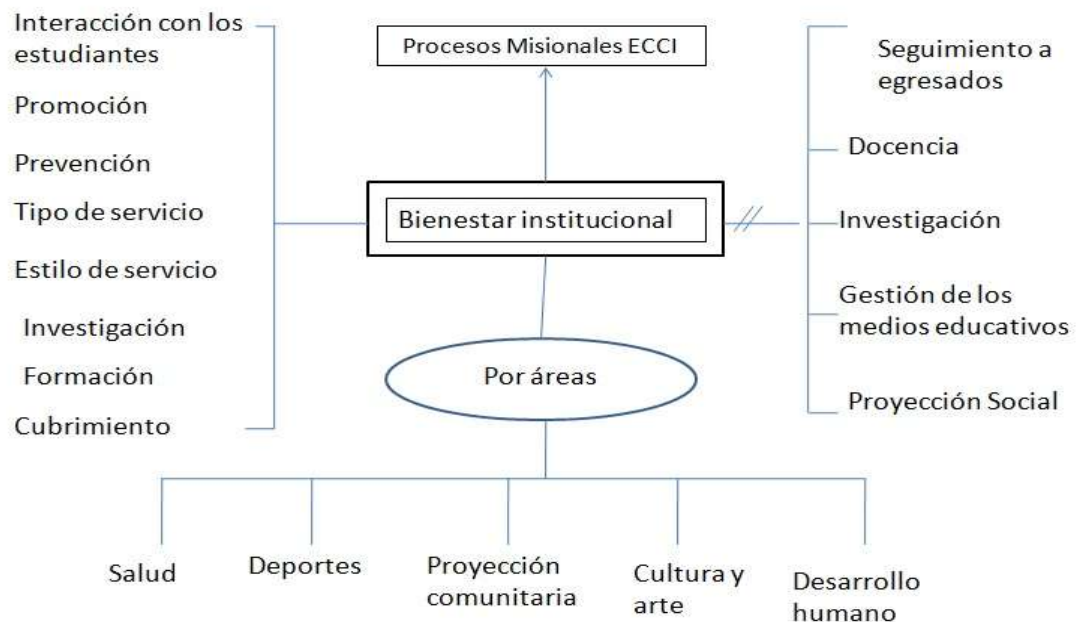 Interacción con los
estudiantes
Promoción
Prevención
Tipo de servicio
Estilo de servicio
Investigación
Formación
Cubrimiento
Procesos Misionales ECCI
Bienestar institucional
Por áreas
Seguimiento a
egresados
Docencia
Investigación
Gestión de los
medios educativos
Proyección Social
Salud
Deportes
Proyección
comunitaria
Cultura y
arte
Desarrollo
humano